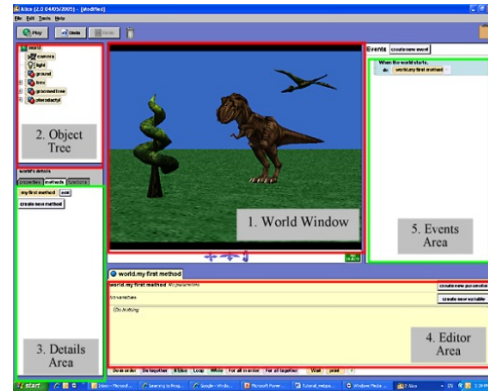 Alice (2.0 04/05/2005) - [Modified]
File Edit Tools Help
Play
Undo
Redo
world
camera
light
ground
trex
pterodactyl
2. Object
Tree
world's details
properties
methods
functions
my first method
edit
create new method
3. Details
Area
1. World Window
Events
create new event
When the world starts,
do
world.my first method
5. Events
Area
world.my first method
world.my first method No parameters
create new parameter
No variables
create new variable
(Do Nothing
4. Editor
Area
Do in order
Do together
If/Else
Loop
While
For all in order
For all together
Wait
print
start